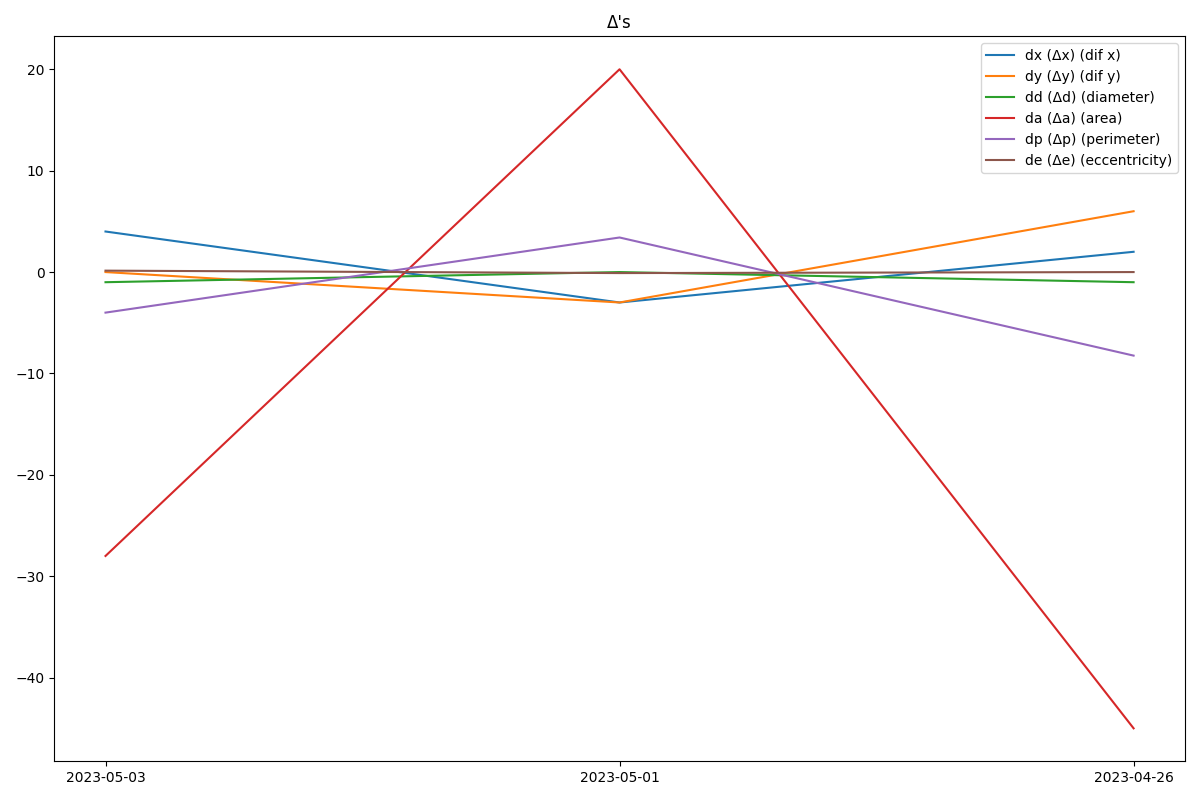 Δ's
dx (Δx) (dif x)
dy (Δy) (dif y)
dd (Δd) (diameter)
da (Δa) (area)
dp (Δp) (perimeter)
de (Δe) (eccentricity)
20
10
0
−10
−20
−30
−40
2023-05-03 2023-05-01 2023-04-26